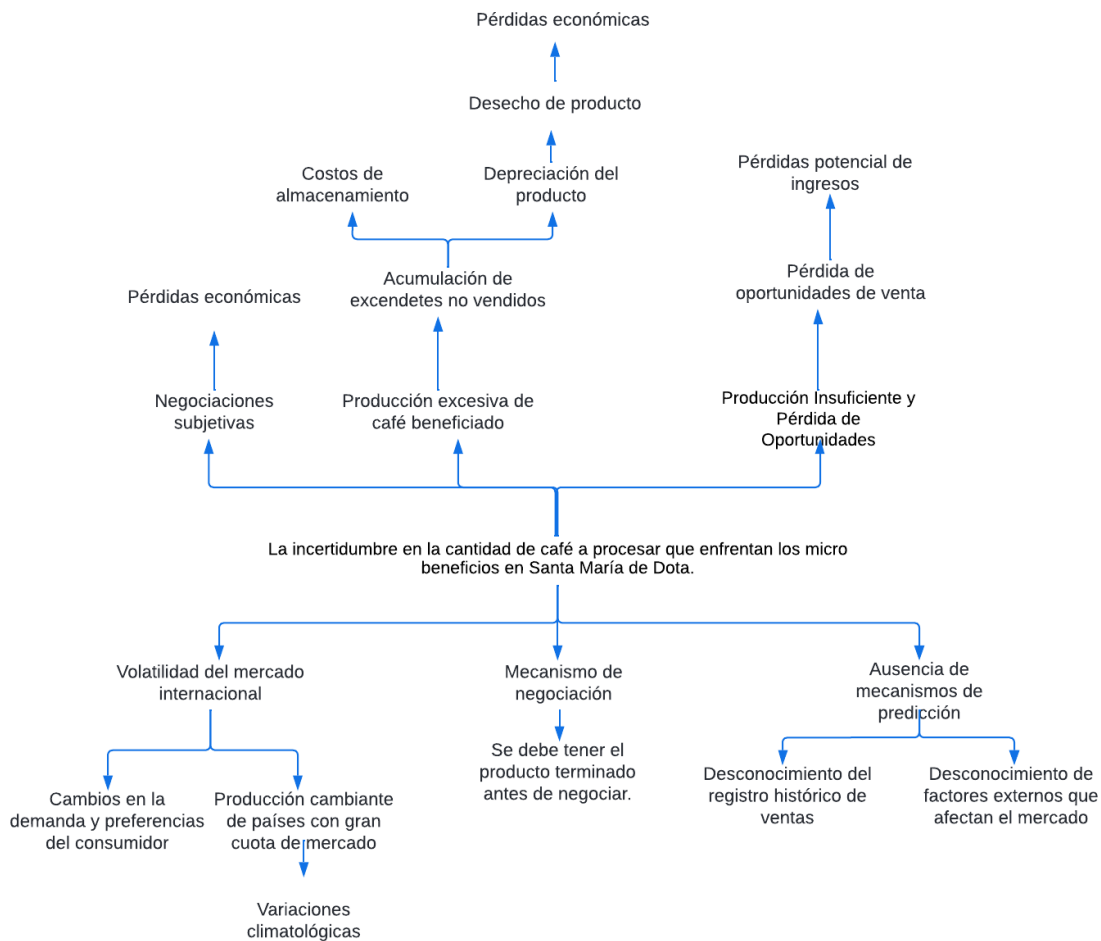 Pérdidas económicas
Desecho de producto
Costos de
almacenamiento
Depreciación del
producto
Pérdidas potencial de
ingresos
Acumulación de
excendetes no vendidos
Pérdida de
oportunidades de venta
Pérdidas económicas
Negociaciones
subjetivas
Producción excesiva de
café beneficiado
Producción Insuficiente y
Pérdida de
Oportunidades
La incertidumbre en la cantidad de café a procesar que enfrentan los micro
beneficios en Santa María de Dota.
Volatilidad del mercado
internacional
Mecanismo de
negociación
Ausencia de
mecanismos de
predicción
Se debe tener el
producto terminado
antes de negociar.
Desconocimiento del
registro histórico de
ventas
Desconocimiento de
factores externos que
afectan el mercado
Cambios en la
demanda y preferencias
del consumidor
Producción cambiante
de países con gran
cuota de mercado
Variaciones
climatológicas